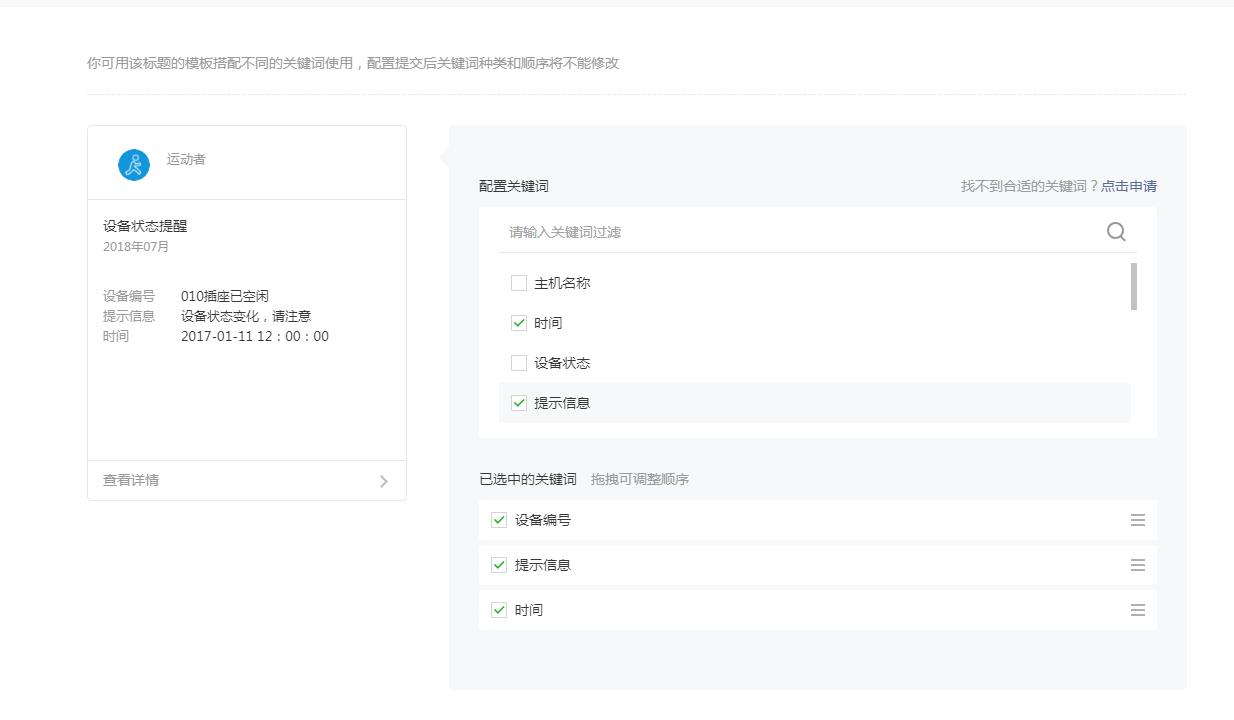 你可用该标题的模板搭配不同的关键词使用，配置提交后关键词种类和顺序将不能修改
运动者
设备状态提醒
2018年07月
设备编号 010插座已空闲
提示信息 设备状态变化，请注意
时间 2017-01-11 12：00：00
查看详情
配置关键词 找不到合适的关键词？点击申请
请输入关键词过滤
主机名称
时间
设备状态
提示信息
已选中的关键词 拖拽可调整顺序
设备编号
提示信息
时间